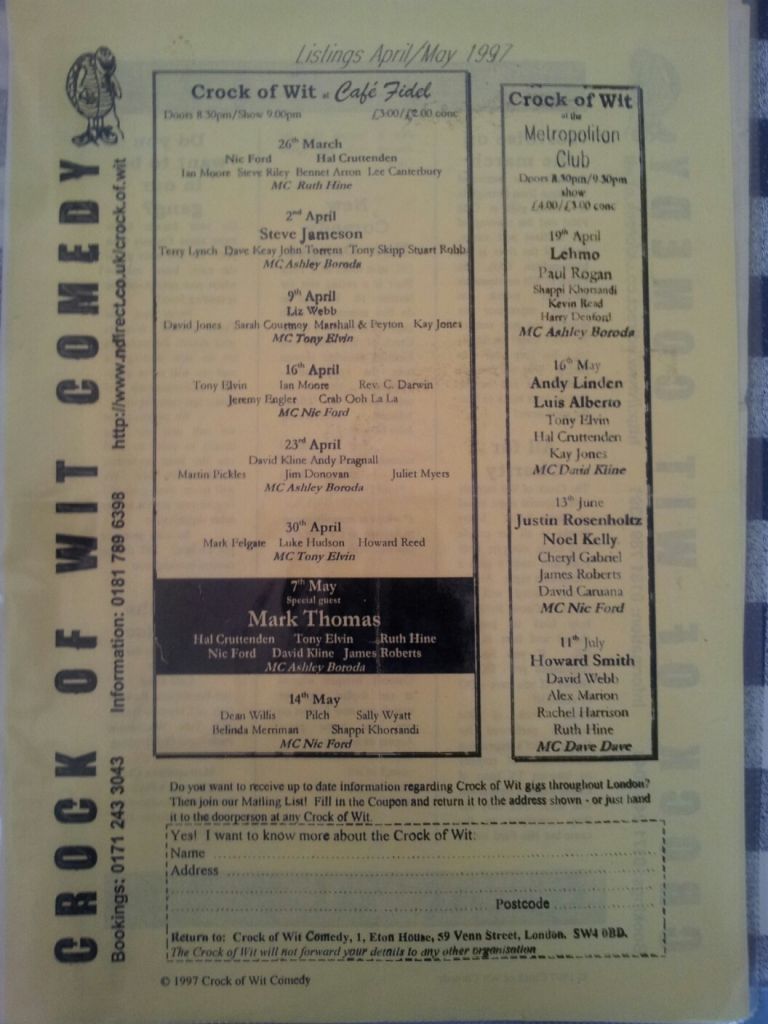 Listings April/May 1997
CROCK OF WIT COMEDY
Bookings: 0171 243 3043 Information: 0181 789 6398 http://www.ndirect.co.uk/crock.of.wit
Crock of Wit at Café Fidel
Doors 8.30pm/Show 9.00pm £3.00/£2.00 conc
26th March
Nic Ford Hal Cruttenden
Ian Moore Steve Riley Bennet Arron Lee Canterbury
MC Ruth Hine
2nd April
Steve Jameson
Terry Lynch Dave Keay John Torrens Tony Skipp Stuart Robb
MC Ashley Boroda
9th April
Liz Webb
David Jones Sarah Courtney Marshall & Peyton Kay Jones
MC Tony Elvin
16th April
Tony Elvin Ian Moore Rev. C. Darwin
Jeremy Engler Crab Ooh La La
MC Nic Ford
23rd April
David Kline Andy Pragnall
Martin Pickles Jim Donovan Juliet Myers
MC Ashley Boroda
30th April
Mark Felgate Luke Hudson Howard Reed
MC Tony Elvin
7th May
Special guest
Mark Thomas
Hal Cruttenden Tony Elvin Ruth Hine
Nic Ford David Kline James Roberts
MC Ashley Boroda
14th May
Dean Willis Pilch Sally Wyatt
Belinda Merriman Shappi Khorsandi
MC Nic Ford
Crock of Wit
at the
Metropolitan
Club
Doors 8.30pm/9.30pm
show
£4.00/£3.00 conc
19th April
Lehmo
Paul Rogan
Shappi Khorsandi
Kevin Read
Harry Denford
MC Ashley Boroda
16th May
Andy Linden
Luis Alberto
Tony Elvin
Hal Cruttenden
Kay Jones
MC David Kline
13th June
Justin Rosenholtz
Noel Kelly
Cheryl Gabriel
James Roberts
David Caruana
MC Nic Ford
11th July
Howard Smith
David Webb
Alex Marion
Rachel Harrison
Ruth Hine
MC Dave Dave
Do you want to receive up to date information regarding Crock of Wit gigs throughout London?
Then join our Mailing List! Fill in the Coupon and return it to the address shown - or just hand
it to the doorperson at any Crock of Wit.
Yes! I want to know more about the Crock of Wit:
Name
Address
Postcode
Return to: Crock of Wit Comedy, 1, Eton House, 59 Venn Street, London. SW4 0BD.
The Crock of Wit will not forward your details to any other organisation
© 1997 Crock of Wit Comedy